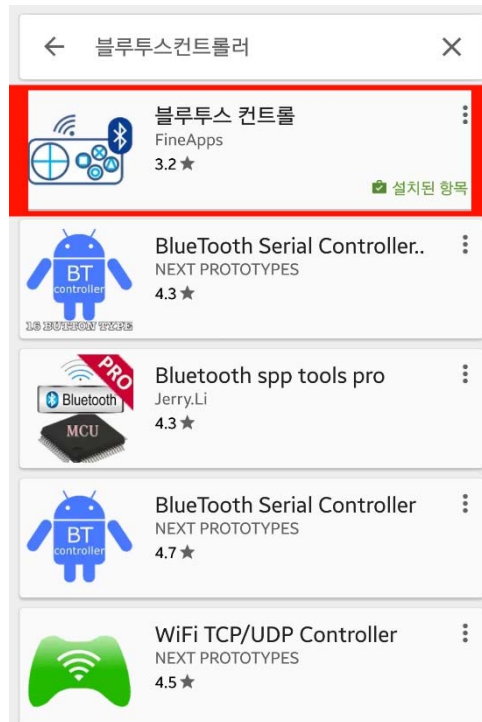 블루투스컨트롤러
블루투스 컨트롤
FineApps
3.2 ★
설치된 항목
BT
controller
16 BUTTON TYPE
BlueTooth Serial Controller..
NEXT PROTOTYPES
4.3 ★
PRO
Bluetooth
MCU
Bluetooth spp tools pro
Jerry.Li
4.3 ★
BT
controller
BlueTooth Serial Controller
NEXT PROTOTYPES
4.7 ★
WiFi TCP/UDP Controller
NEXT PROTOTYPES
4.5 ★